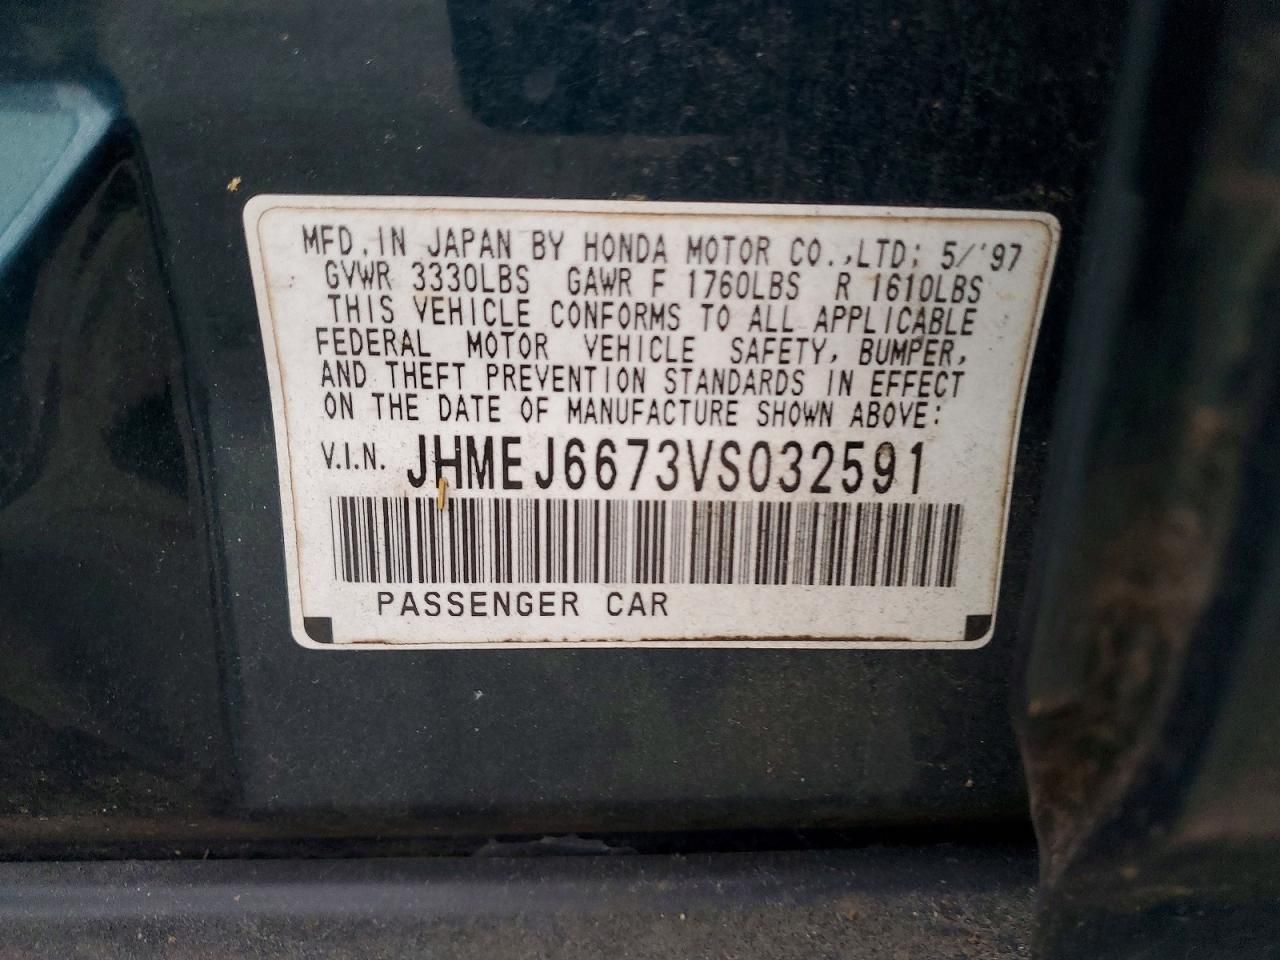 MFD. IN JAPAN BY HONDA MOTOR CO.,LTD; 5/'97
GVWR 3330LBS GAWR F 1760LBS R 1610LBS
THIS VEHICLE CONFORMS TO ALL APPLICABLE
FEDERAL MOTOR VEHICLE SAFETY, BUMPER,
AND THEFT PREVENTION STANDARDS IN EFFECT
ON THE DATE OF MANUFACTURE SHOWN ABOVE:
V.I.N. JHMEJ6673VS032591
PASSENGER CAR